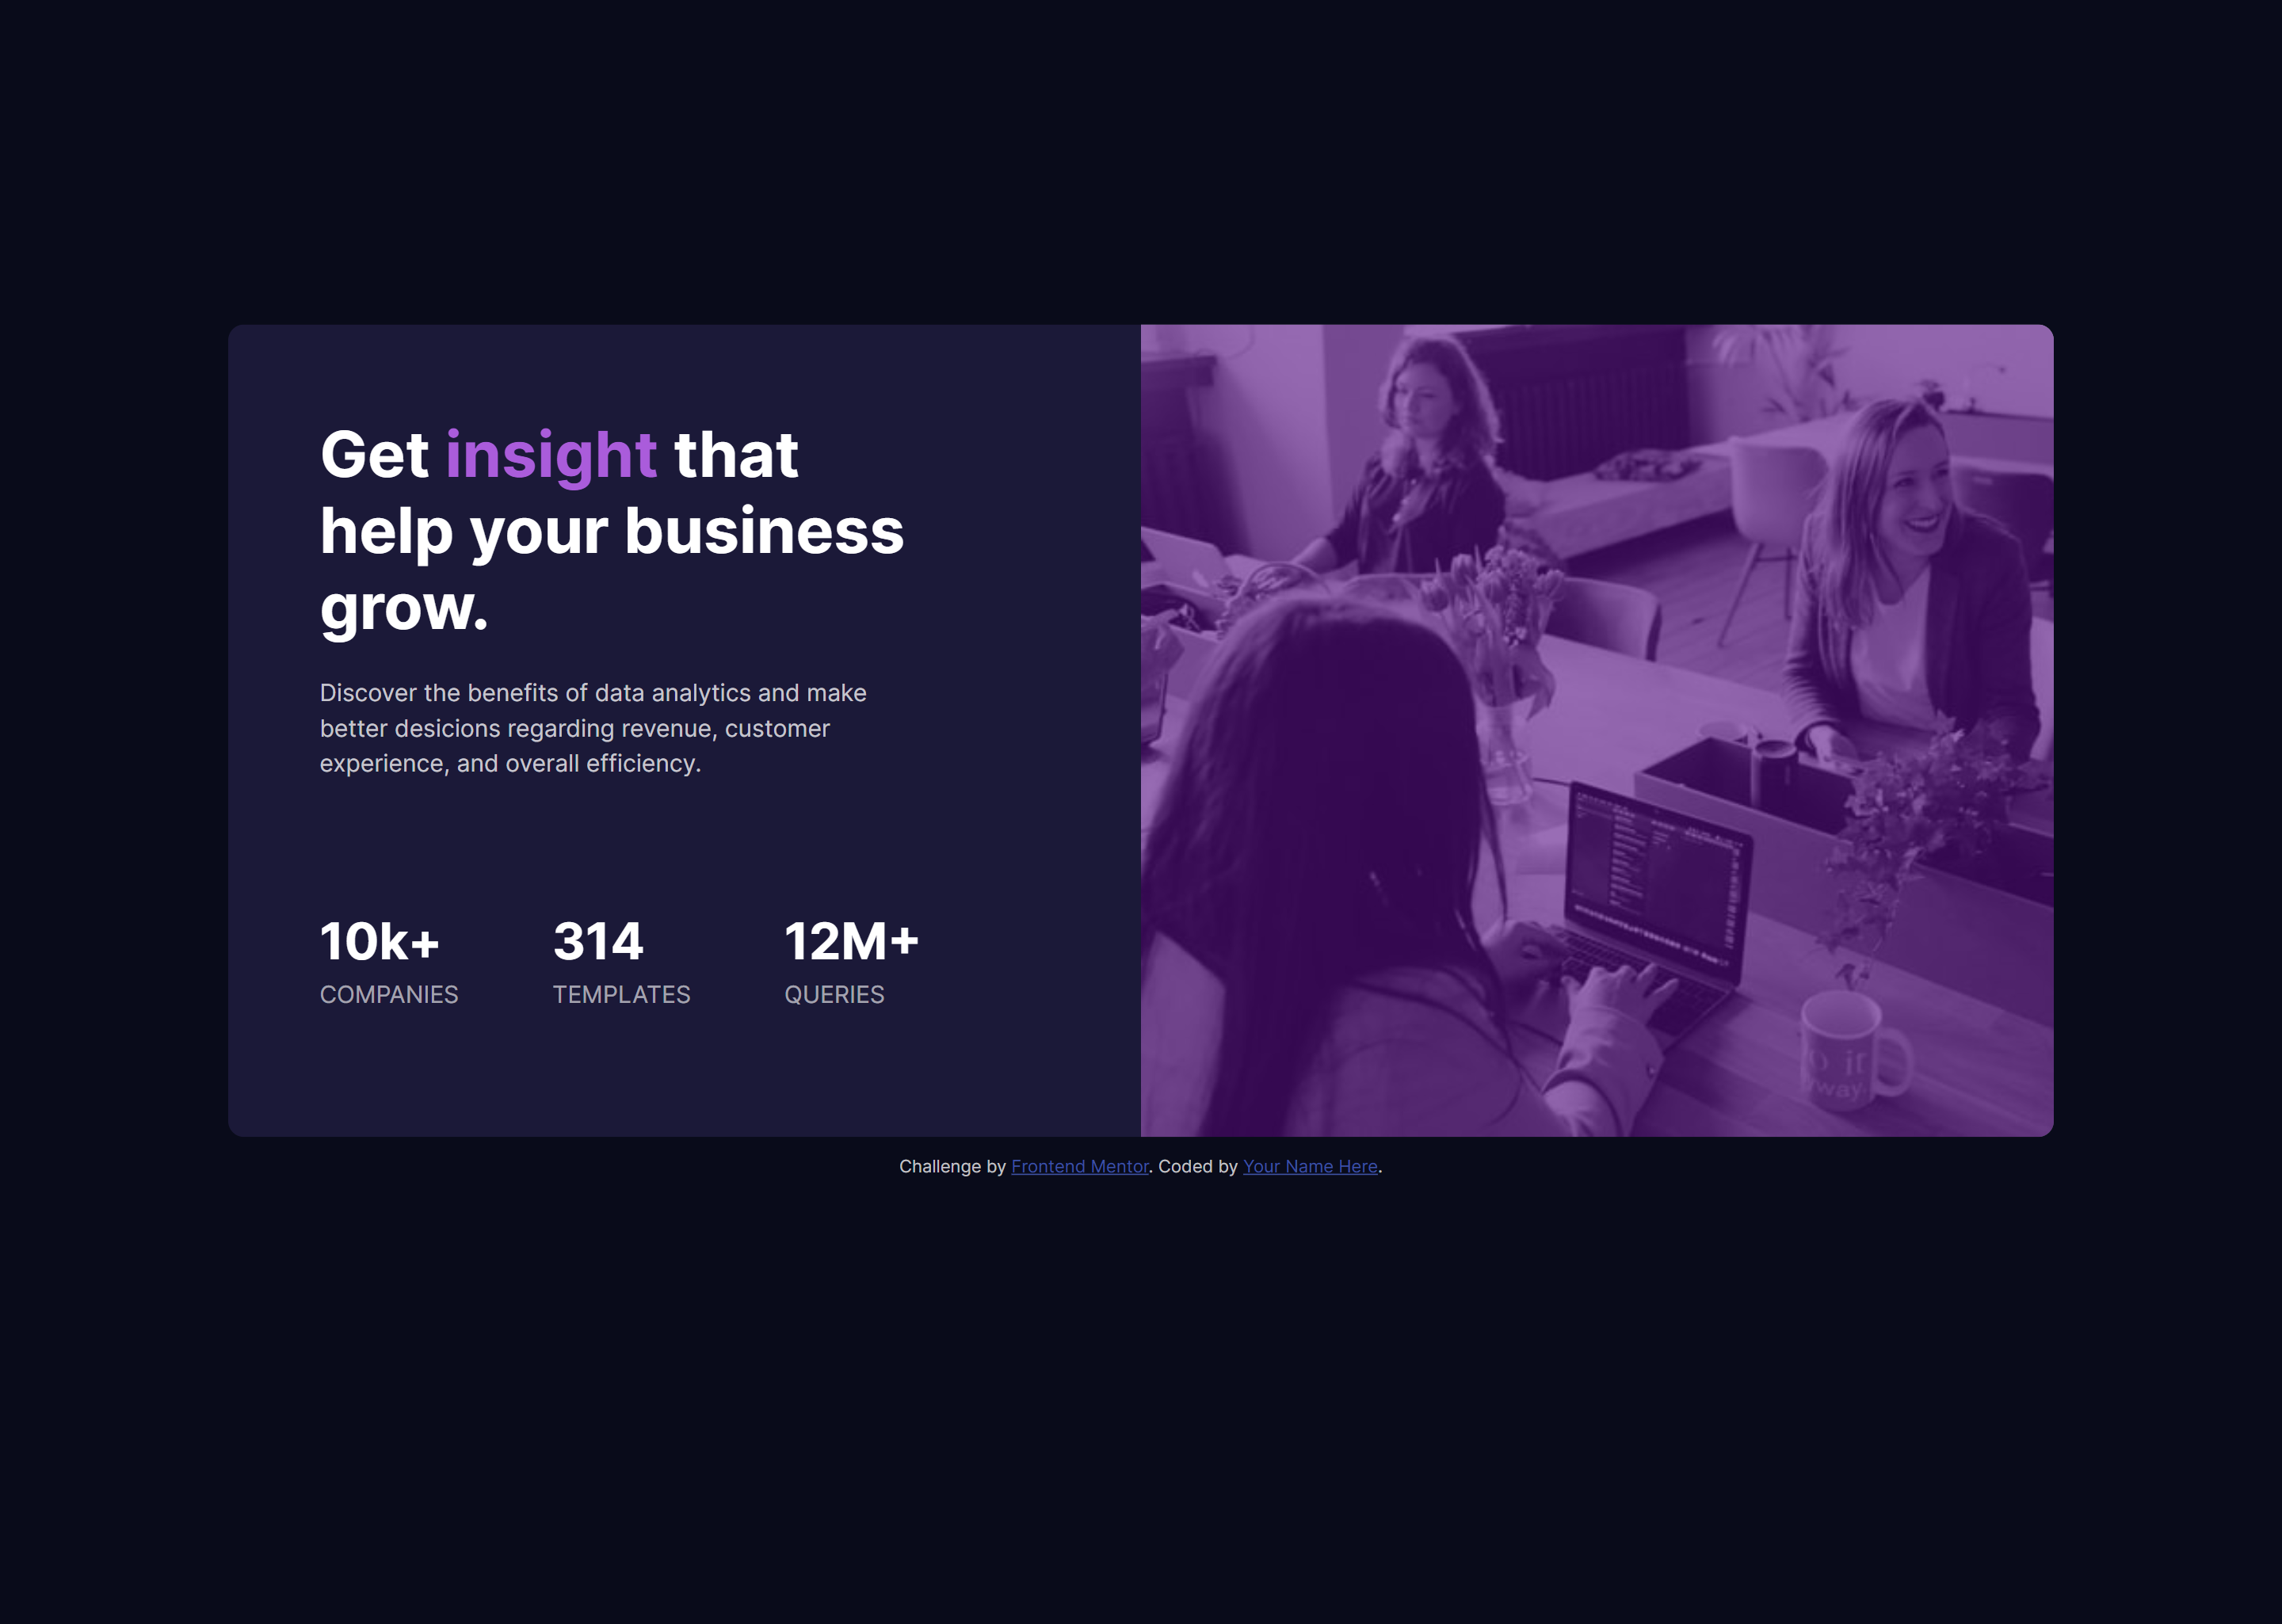 Get insight that
help your business
grow.
Discover the benefits of data analytics and make
better desicions regarding revenue, customer
experience, and overall efficiency.
10k+ 314 12M+
COMPANIES TEMPLATES QUERIES
Challenge by Frontend Mentor. Coded by Your Name Here.